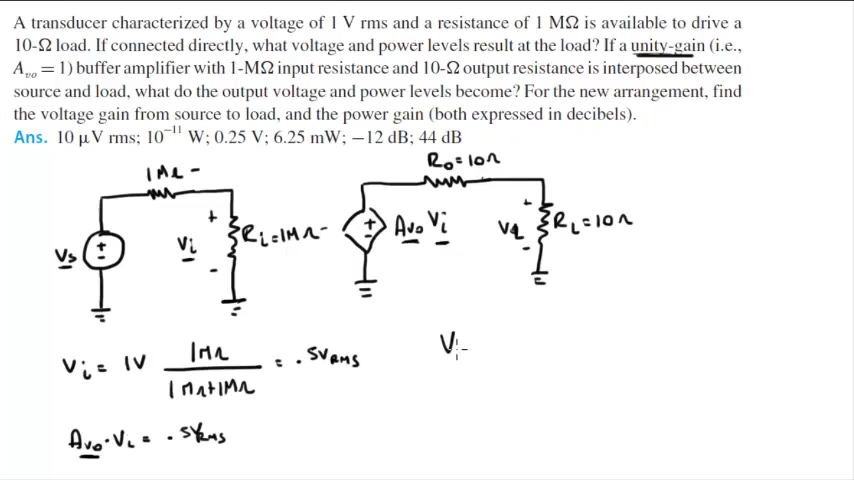 A transducer characterized by a voltage of 1 V rms and a resistance of 1 MΩ is available to drive a
10-Ω load. If connected directly, what voltage and power levels result at the load? If a unity-gain (i.e.,
Avo = 1) buffer amplifier with 1-MΩ input resistance and 10-Ω output resistance is interposed between
source and load, what do the output voltage and power levels become? For the new arrangement, find
the voltage gain from source to load, and the power gain (both expressed in decibels).
Ans. 10 μV rms; 10⁻¹¹ W; 0.25 V; 6.25 mW; −12 dB; 44 dB
Ro=10Ω
1MΩ -
+ + +
Vs Vi Ri=1MΩ- Avo Vi RL=10Ω
- - -
Vi = 1V 1MΩ / 1MΩ+1MΩ = .5VRMS
V
Avo·Vi = .5VRMS